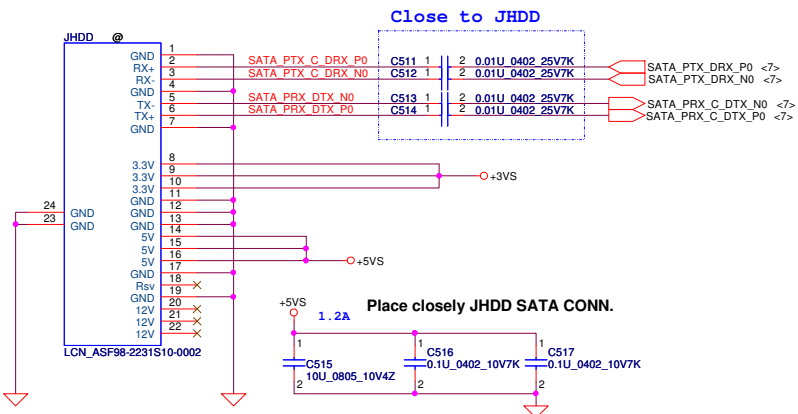 Close to JHDD
JHDD @
GND 1
RX+ 2 SATA_PTX_C_DRX_P0 C511 1 2 0.01U_0402_25V7K SATA_PTX_DRX_P0 <7>
RX- 3 SATA_PTX_C_DRX_N0 C512 1 2 0.01U_0402_25V7K SATA_PTX_DRX_N0 <7>
GND 4
TX- 5 SATA_PRX_DTX_N0 C513 1 2 0.01U_0402_25V7K SATA_PRX_C_DTX_N0 <7>
TX+ 6 SATA_PRX_DTX_P0 C514 1 2 0.01U_0402_25V7K SATA_PRX_C_DTX_P0 <7>
GND 7
3.3V 8
3.3V 9 +3VS
3.3V 10
GND 11
24 GND GND 12
23 GND GND 13
5V 14
5V 15
5V 16 +5VS
GND 17
Rsv 18
GND 19
12V 20
12V 21
12V 22
LCN_ASF98-2231S10-0002
+5VS 1.2A Place closely JHDD SATA CONN.
1 1 1
C515 C516 C517
10U_0805_10V4Z 0.1U_0402_10V7K 0.1U_0402_10V7K
2 2 2